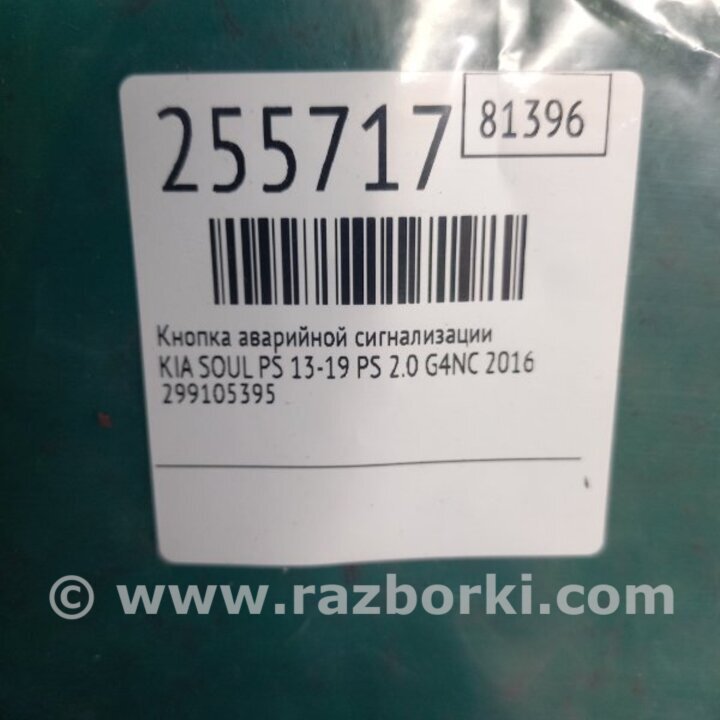 255717
81396
Кнопка аварийной сигнализации
KIA SOUL PS 13-19 PS 2.0 G4NC 2016
299105395
© www.razborki.com